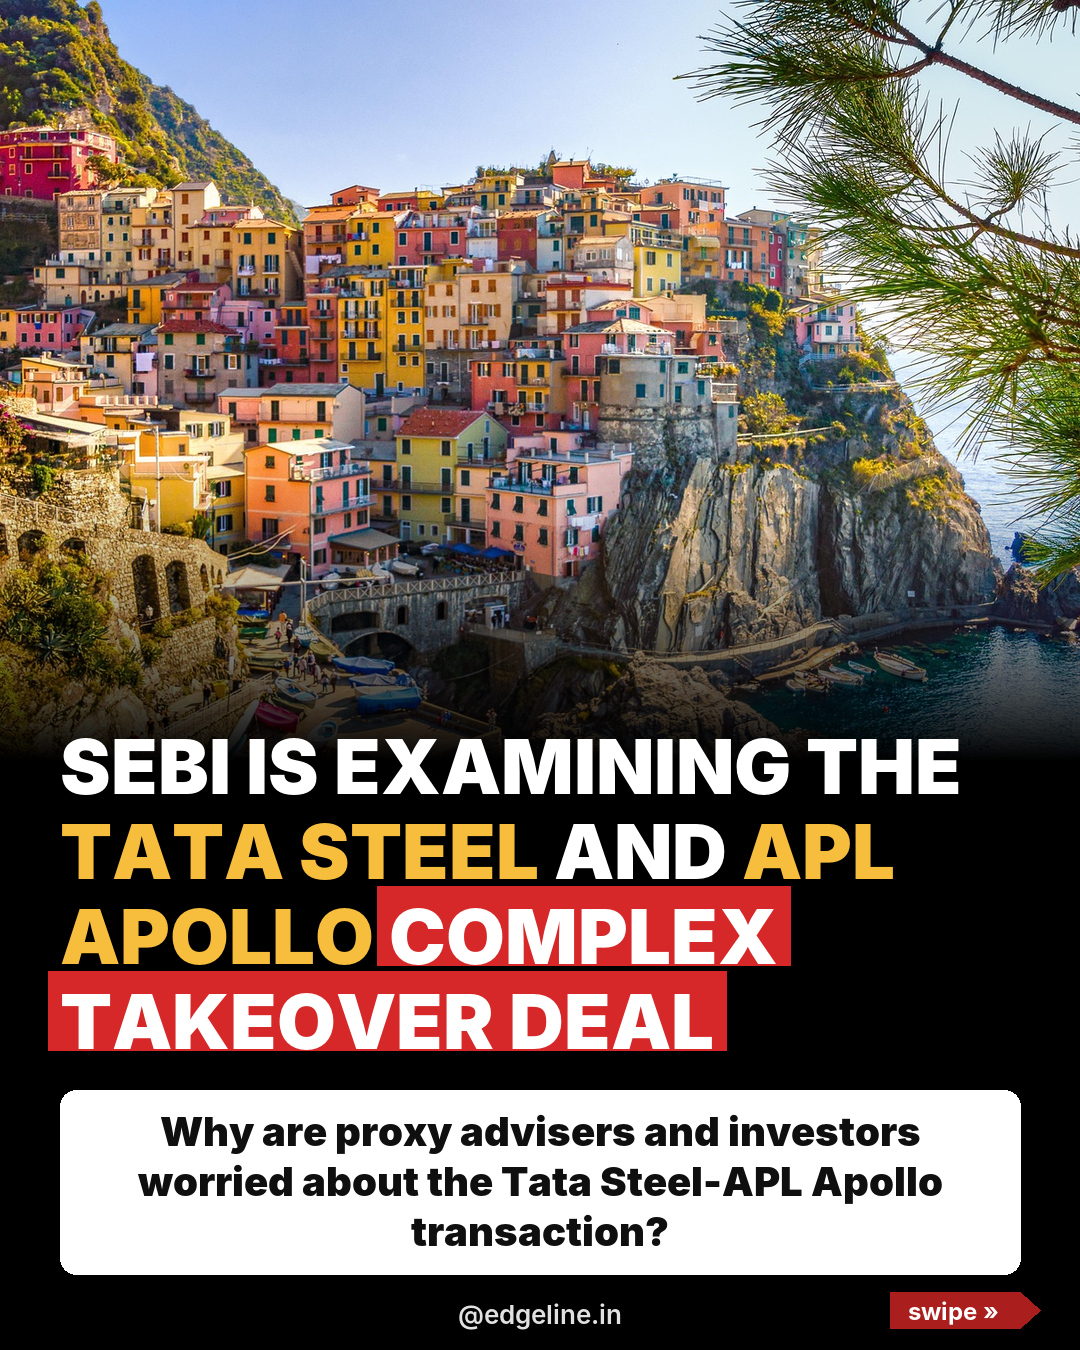 SEBI IS EXAMINING THE
TATA STEEL AND APL
APOLLO COMPLEX
TAKEOVER DEAL
Why are proxy advisers and investors
worried about the Tata Steel-APL Apollo
transaction?
@edgeline.in
swipe »